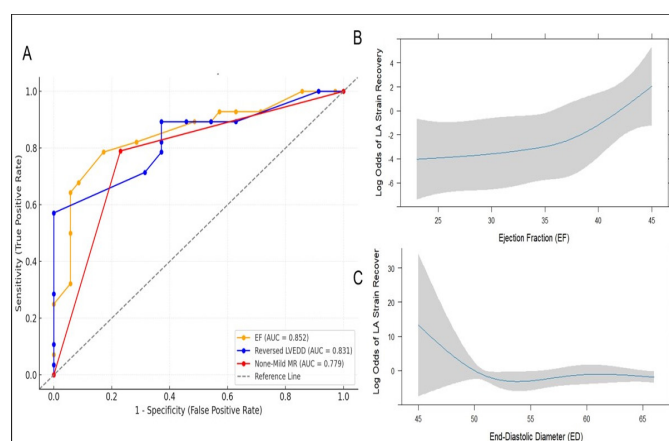 A
1.0
0.8
0.6
0.4
0.2
0.0
Sensitivity (True Positive Rate)
EF (AUC = 0.852)
Reversed LVEDD (AUC = 0.831)
None-Mild MR (AUC = 0.779)
Reference Line
0.0 0.2 0.4 0.6 0.8 1.0
1 - Specificity (False Positive Rate)
B
Log Odds of LA Strain Recovery
4
2
0
-2
-4
-6
25 30 35 40 45
Ejection Fraction (EF)
C
Log Odds of LA Strain Recover
30
20
10
0
45 50 55 60 65
End-Diastolic Diameter (ED)